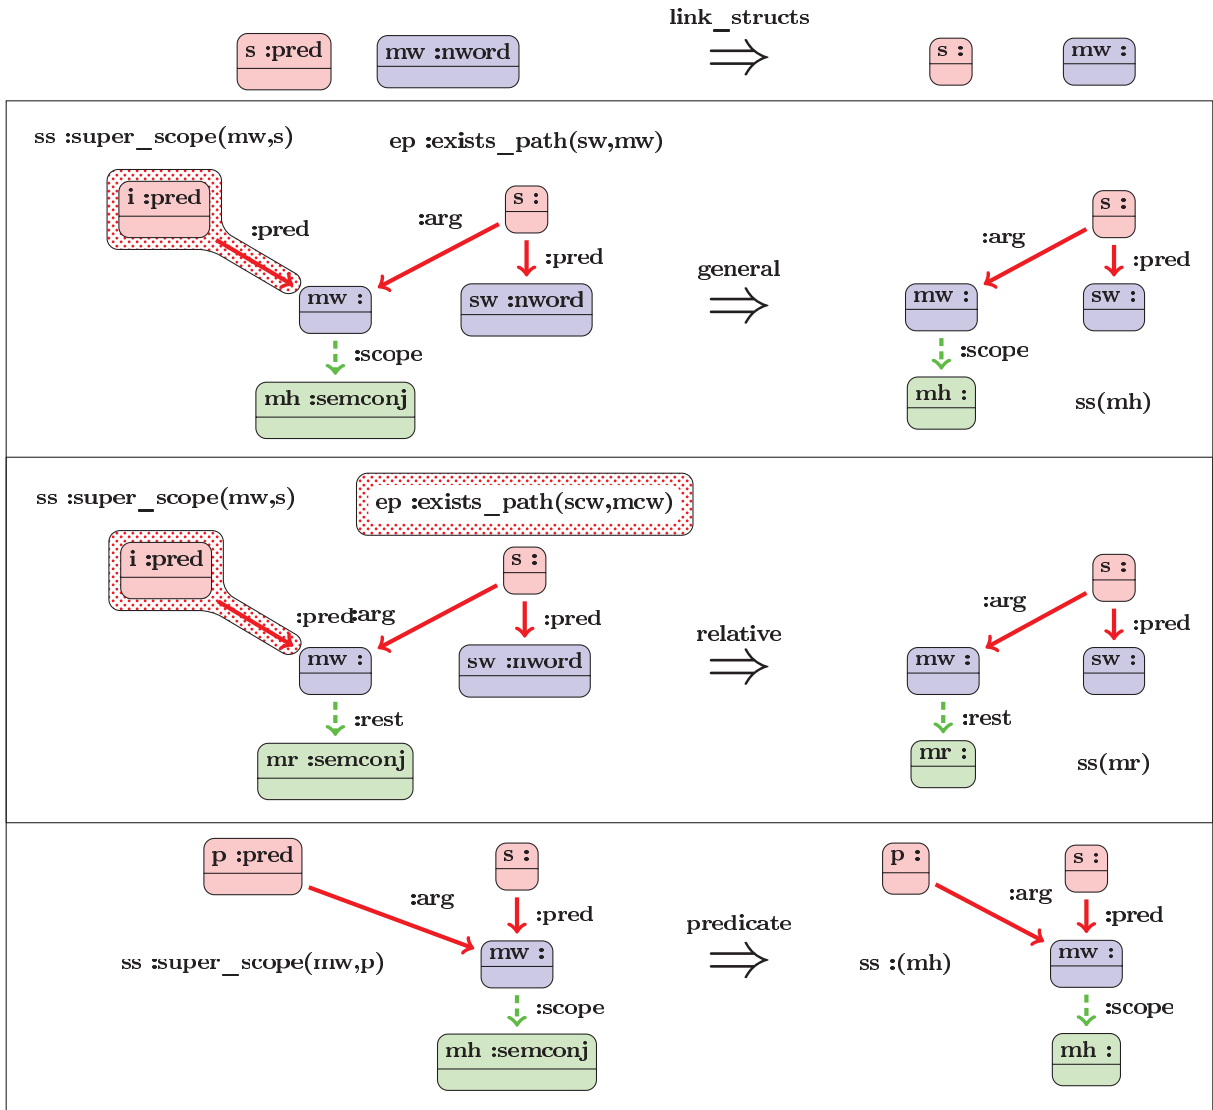 link_structs
s :pred
mw :nword
s :
mw :
ss :super_scope(mw,s)
ep :exists_path(sw,mw)
i :pred
:pred
:arg
s :
:pred
mw :
sw :nword
:scope
mh :semconj
general
s :
:arg
:pred
mw :
sw :
:scope
mh :
ss(mh)
ss :super_scope(mw,s)
ep :exists_path(scw,mcw)
i :pred
:pred
:arg
s :
:pred
mw :
sw :nword
:rest
mr :semconj
relative
s :
:arg
:pred
mw :
sw :
:rest
mr :
ss(mr)
p :pred
s :
:arg
:pred
ss :super_scope(mw,p)
mw :
:scope
mh :semconj
predicate
p :
s :
:arg
:pred
ss :(mh)
mw :
:scope
mh :